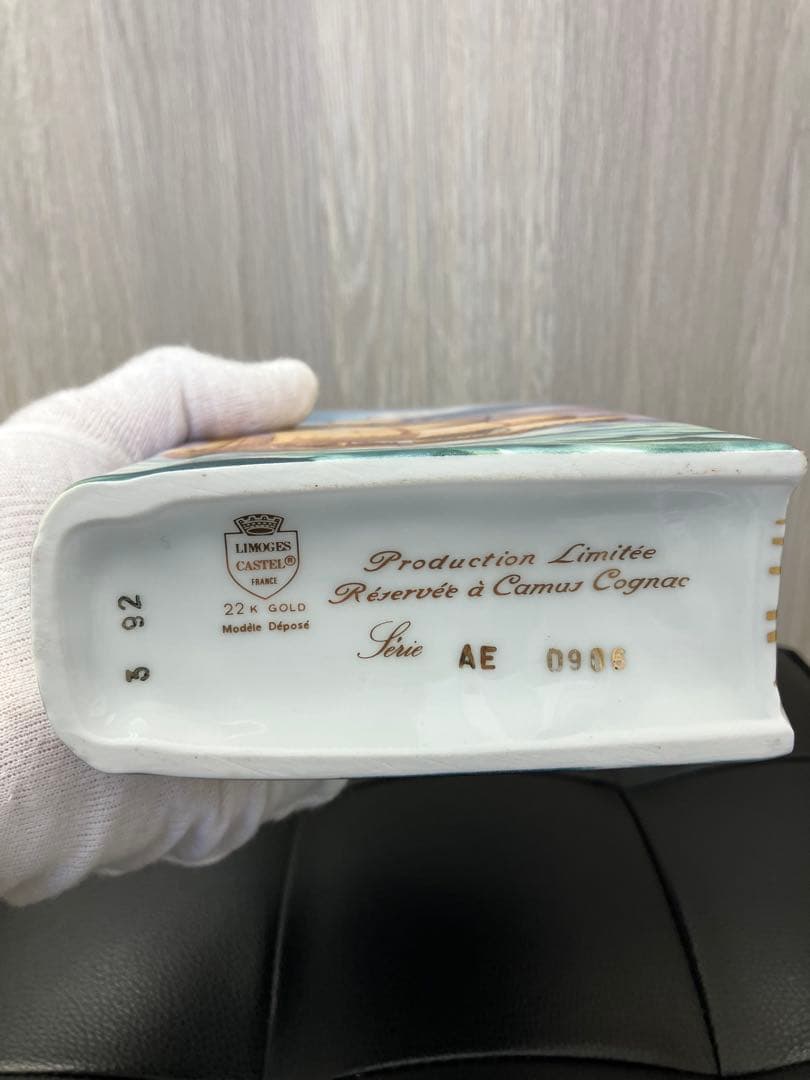 LIMOGES
CASTEL®
FRANCE
22 K GOLD
Modèle Déposé
Production Limitée
Réservée à Camus Cognac
Série AE 0906
3 92